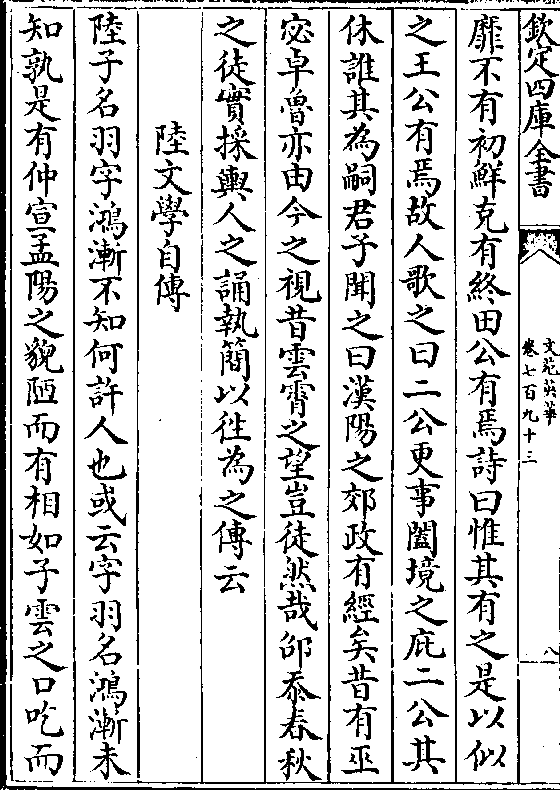 欽定四庫全書
文苑英華
卷七百九十三
八
靡不有初鮮克有終田公有焉詩曰惟其有之是以似
之王公有焉故人歌之曰二公更事闔境之庇二公其
休誰其為嗣君子聞之曰漢陽之郊政有經矣昔有巫
宓卓魯亦由今之視昔雲霄之望豈徒然哉邵忝春秋
之徒實採輿人之誦執簡以徃為之傳云
陸文學自傳
陸子名羽字鴻漸不知何許人也或云字羽名鴻漸未
知孰是有仲宣孟陽之貌陋而有相如子雲之口吃而